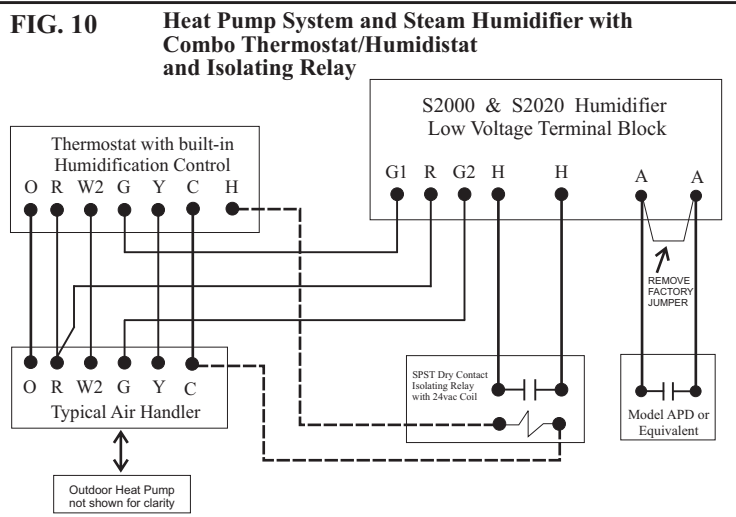 FIG. 10
Heat Pump System and Steam Humidifier with
Combo Thermostat/Humidistat
and Isolating Relay
Thermostat with built-in
Humidification Control
O R W2 G Y C H
S2000 & S2020 Humidifier
Low Voltage Terminal Block
G1 R G2 H H A A
REMOVE
FACTORY
JUMPER
O R W2 G Y C
Typical Air Handler
SPST Dry Contact
Isolating Relay
with 24vac Coil
Model APD or
Equivalent
Outdoor Heat Pump
not shown for clarity